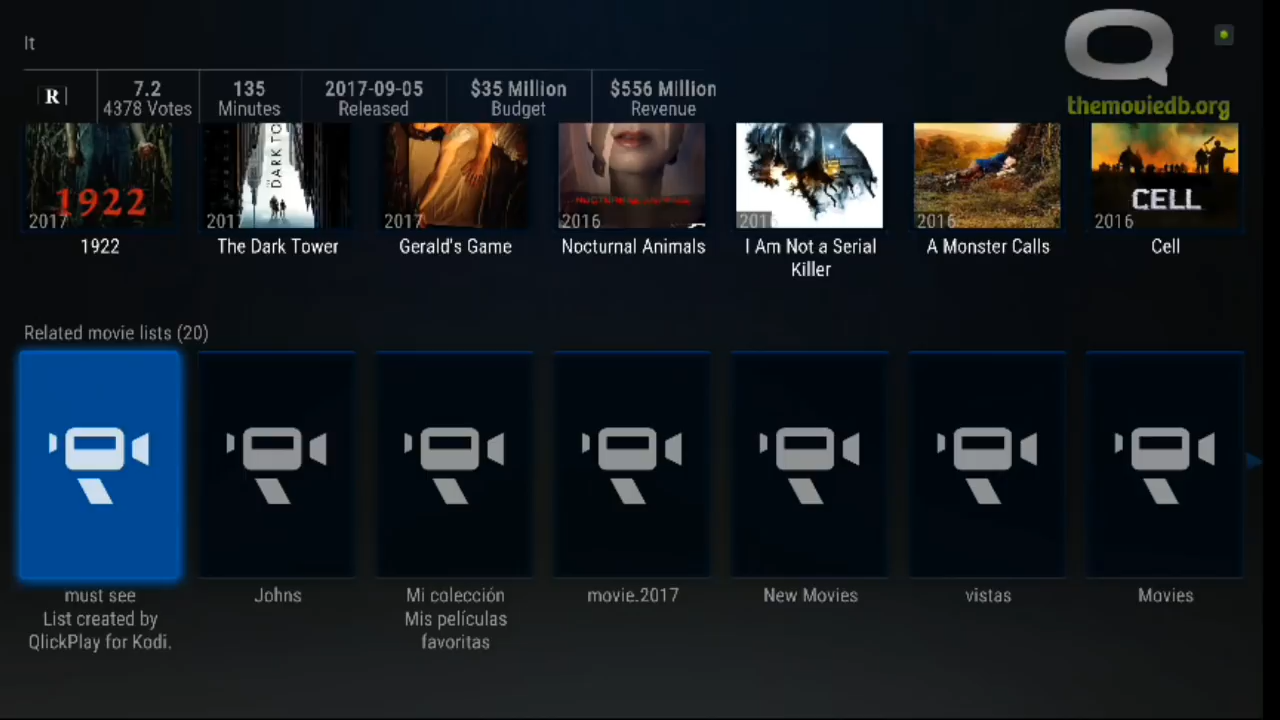 It
R
7.2
4378 Votes
135
Minutes
2017-09-05
Released
$35 Million
Budget
$556 Million
Revenue
themoviedb.org
1922
THE DARK TO
NOCTURNAL ANIMALS
CELL
2017
2017
2017
2016
2016
2016
2016
1922
The Dark Tower
Gerald's Game
Nocturnal Animals
I Am Not a Serial
Killer
A Monster Calls
Cell
Related movie lists (20)
must see
List created by
QlickPlay for Kodi.
Johns
Mi colección
Mis películas
favoritas
movie.2017
New Movies
vistas
Movies